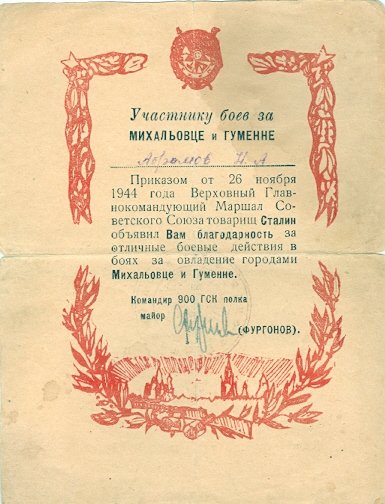 Участнику боев за
МИХАЛЬОВЦЕ и ГУМЕННЕ
Абрамов Н. А.
Приказом от 26 ноября
1944 года Верховный Глав-
нокомандующий Маршал Со-
ветского Союза товарищ Сталин
объявил Вам благодарность за
отличные боевые действия в
боях за овладение городами
Михальовце и Гуменне.
Командир 900 ГСК полка
майор (ФУРГОНОВ).